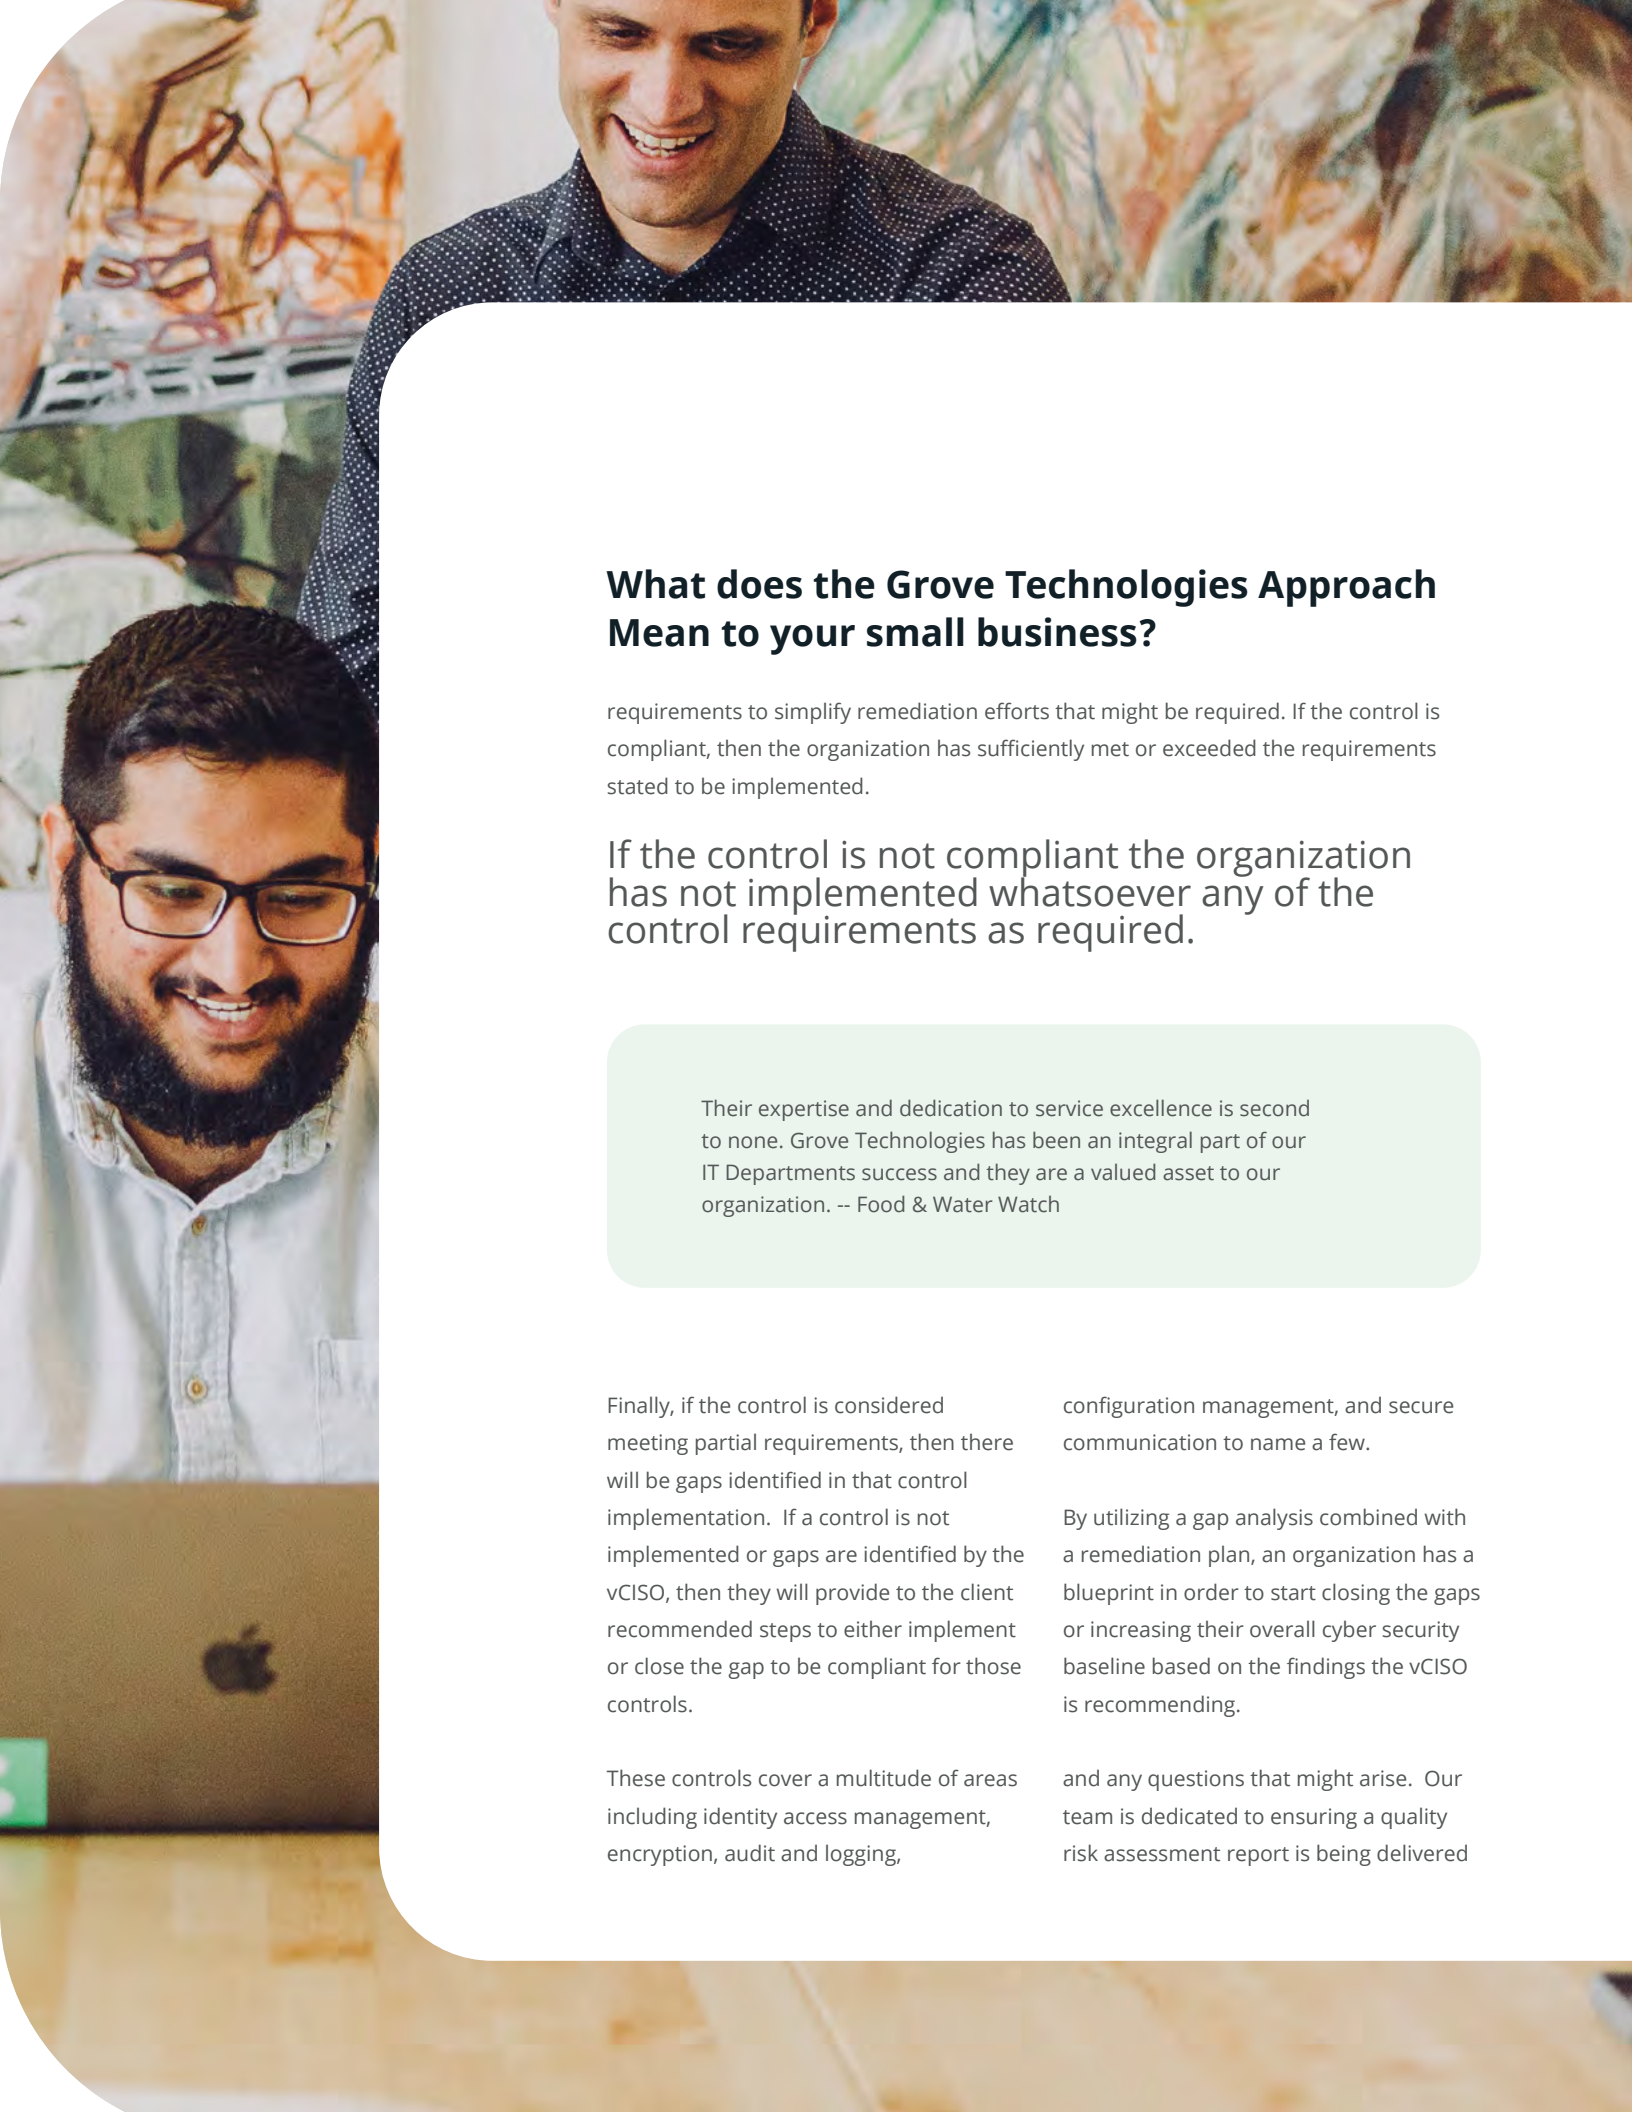 What does the Grove Technologies Approach
Mean to your small business?
requirements to simplify remediation efforts that might be required. If the control is
compliant, then the organization has sufficiently met or exceeded the requirements
stated to be implemented.
If the control is not compliant the organization
has not implemented whatsoever any of the
control requirements as required.
Their expertise and dedication to service excellence is second
to none. Grove Technologies has been an integral part of our
IT Departments success and they are a valued asset to our
organization. -- Food & Water Watch
Finally, if the control is considered
meeting partial requirements, then there
will be gaps identified in that control
implementation.  If a control is not
implemented or gaps are identified by the
vCISO, then they will provide to the client
recommended steps to either implement
or close the gap to be compliant for those
controls.
These controls cover a multitude of areas
including identity access management,
encryption, audit and logging,
configuration management, and secure
communication to name a few.
By utilizing a gap analysis combined with
a remediation plan, an organization has a
blueprint in order to start closing the gaps
or increasing their overall cyber security
baseline based on the findings the vCISO
is recommending.
and any questions that might arise.  Our
team is dedicated to ensuring a quality
risk assessment report is being delivered